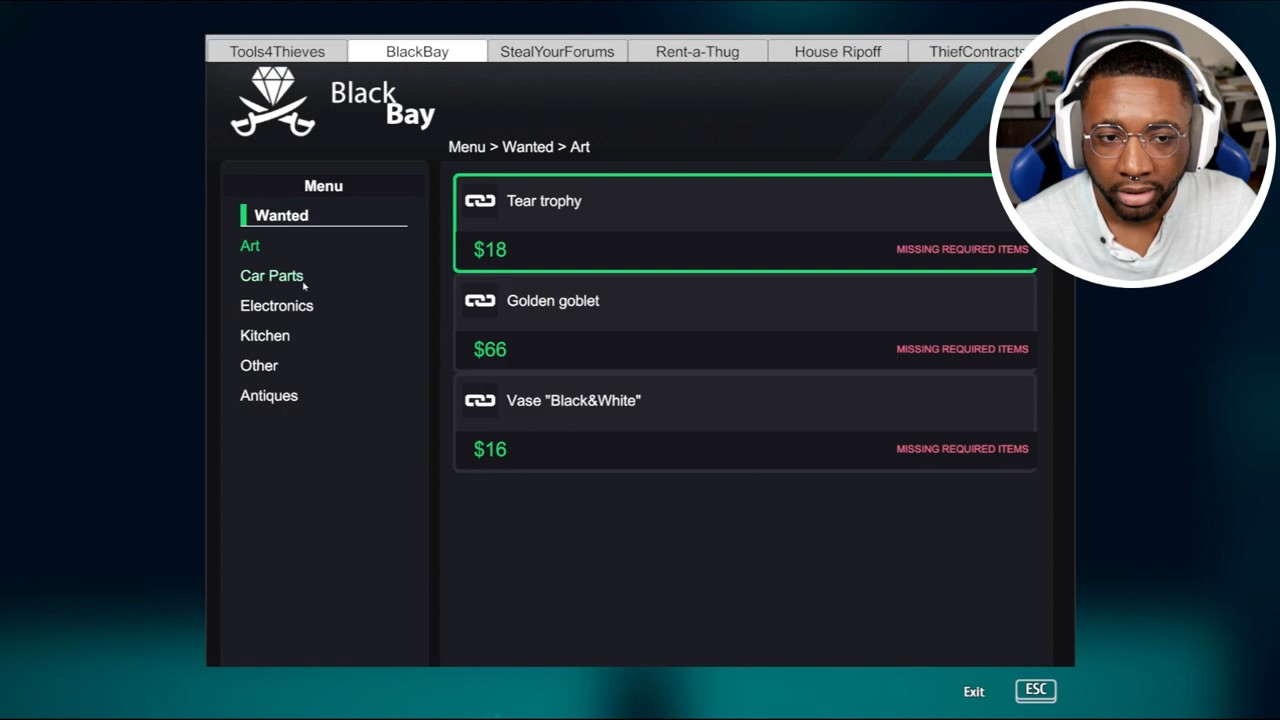 Tools4Thieves BlackBay StealYourForums Rent-a-Thug House Ripoff ThiefContracts
Black
Bay
Menu > Wanted > Art
Menu
Wanted
Art
Car Parts
Electronics
Kitchen
Other
Antiques
Tear trophy
$18 MISSING REQUIRED ITEMS
Golden goblet
$66 MISSING REQUIRED ITEMS
Vase "Black&White"
$16 MISSING REQUIRED ITEMS
Exit ESC